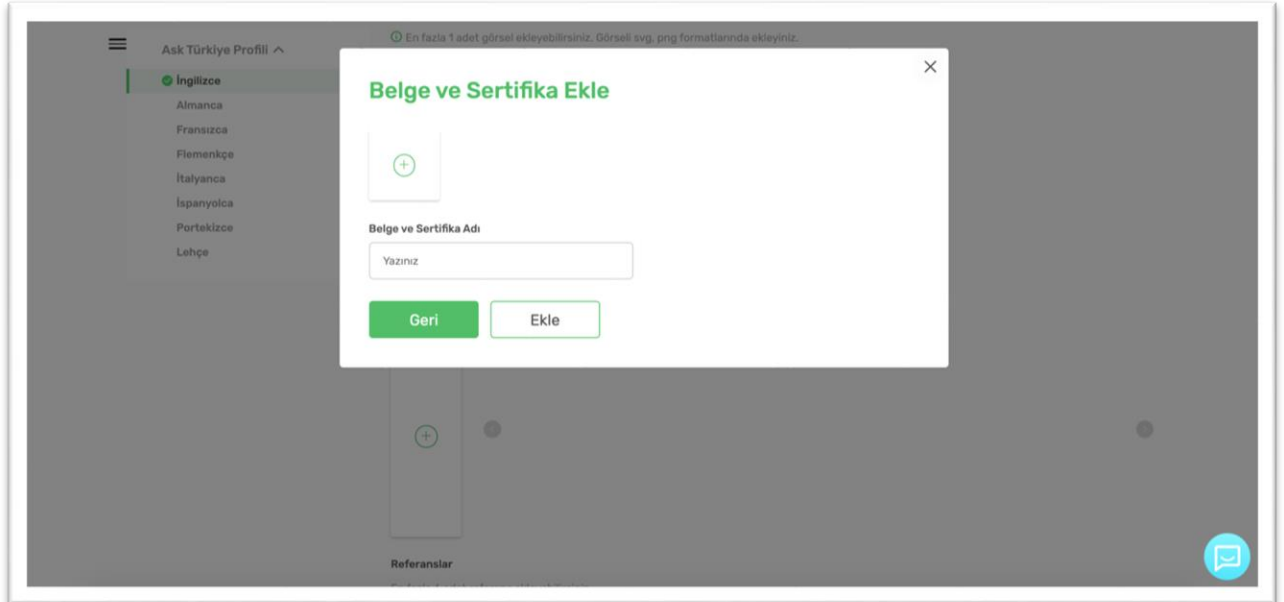 En fazla 1 adet görsel ekleyebilirsiniz. Görseli svg, png formatlarında ekleyiniz.
Ask Türkiye Profili
İngilizce
Almanca
Fransızca
Flemenkçe
İtalyanca
İspanyolca
Portekizce
Lehçe
Belge ve Sertifika Ekle
Belge ve Sertifika Adı
Yazınız
Geri
Ekle
Referanslar